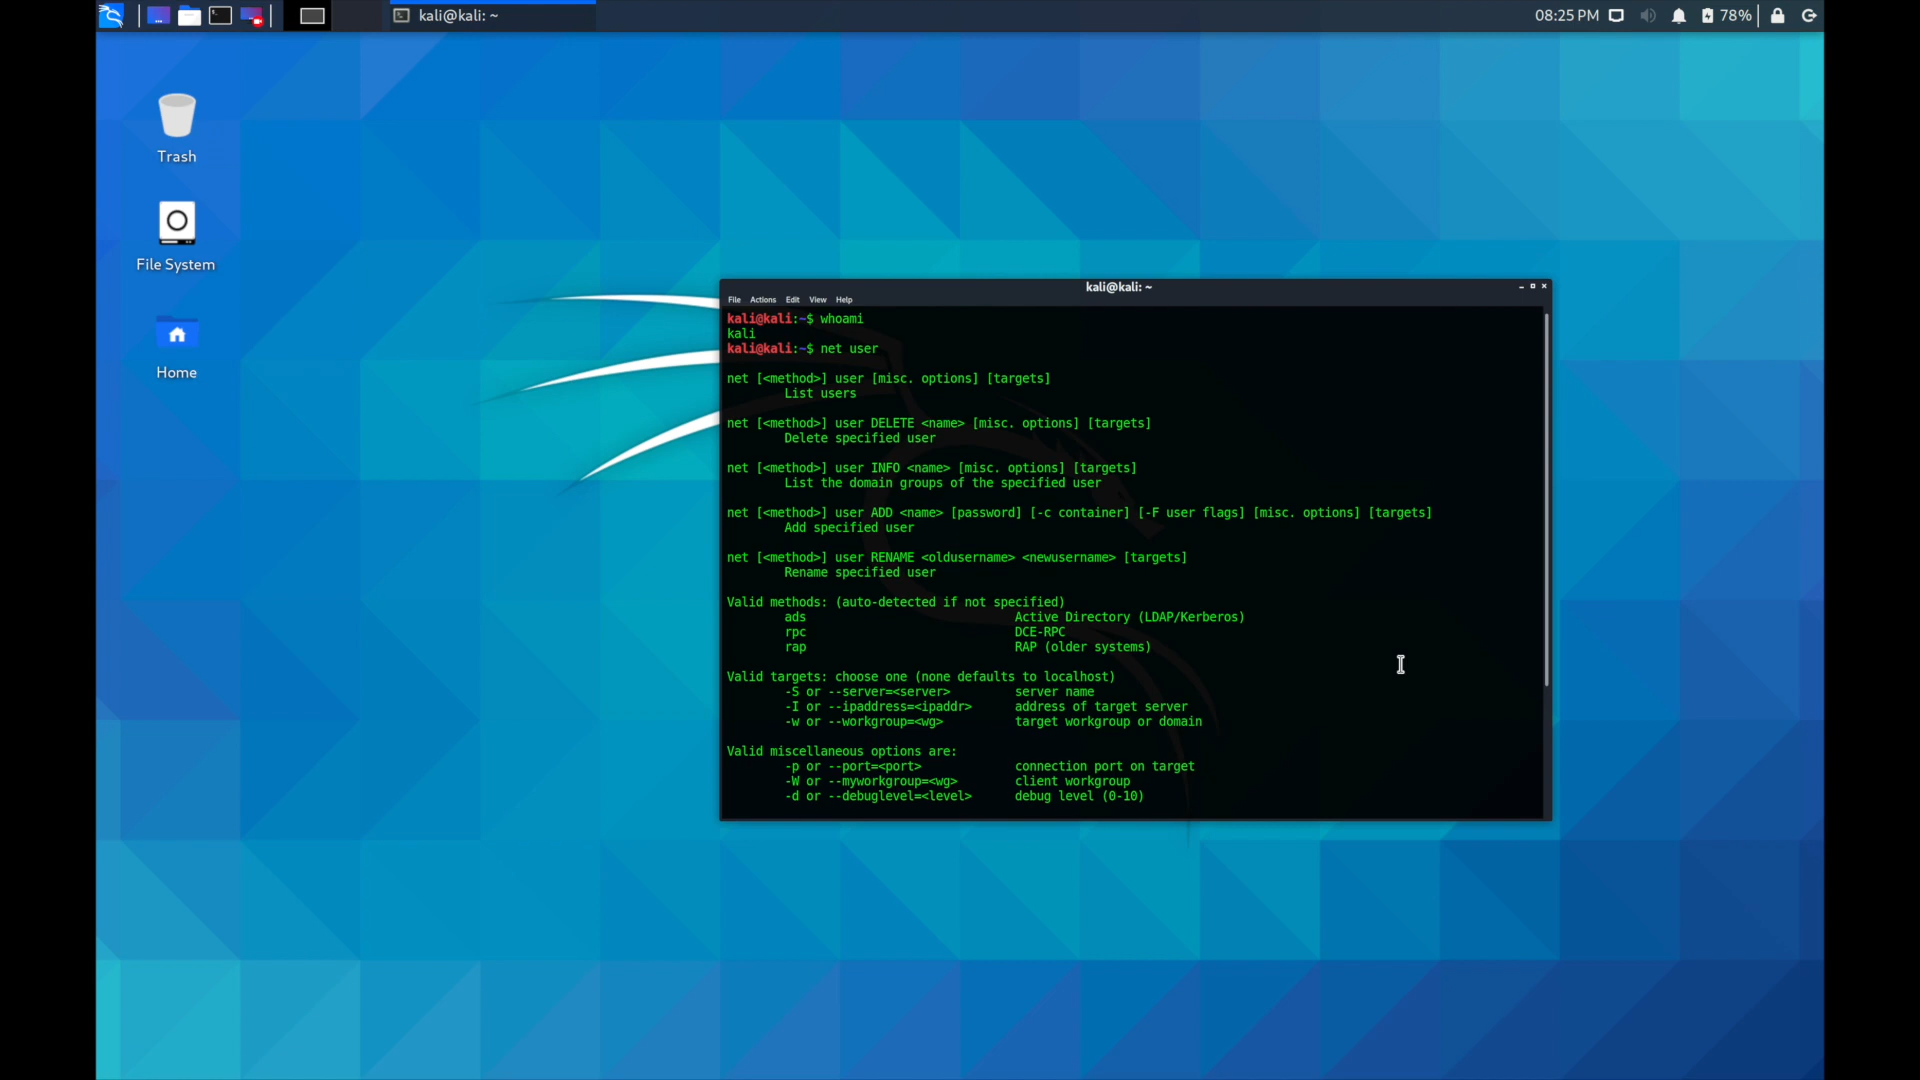 kali@kali: ~
08:25 PM
78%
Trash
File System
Home
kali@kali: ~
File Actions Edit View Help
kali@kali:~$ whoami
kali
kali@kali:~$ net user
net [<method>] user [misc. options] [targets]
List users
net [<method>] user DELETE <name> [misc. options] [targets]
Delete specified user
net [<method>] user INFO <name> [misc. options] [targets]
List the domain groups of the specified user
net [<method>] user ADD <name> [password] [-c container] [-F user flags] [misc. options] [targets]
Add specified user
net [<method>] user RENAME <oldusername> <newusername> [targets]
Rename specified user
Valid methods: (auto-detected if not specified)
ads Active Directory (LDAP/Kerberos)
rpc DCE-RPC
rap RAP (older systems)
Valid targets: choose one (none defaults to localhost)
-S or --server=<server> server name
-I or --ipaddress=<ipaddr> address of target server
-w or --workgroup=<wg> target workgroup or domain
Valid miscellaneous options are:
-p or --port=<port> connection port on target
-W or --myworkgroup=<wg> client workgroup
-d or --debuglevel=<level> debug level (0-10)